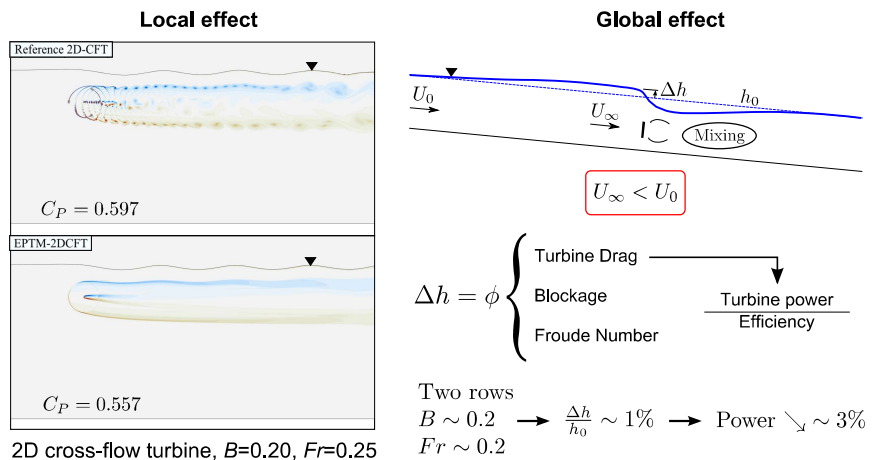 Local effect
Reference 2D-CFT
C_P = 0.597
EPTM-2DCFT
C_P = 0.557
2D cross-flow turbine, B=0.20, Fr=0.25
Global effect
Δh
h_0
U_0
U_∞
Mixing
U_∞ < U_0
Δh = ϕ {
Turbine Drag
Blockage
Froude Number
Turbine power
Efficiency
Two rows
B ∼ 0.2 → Δh/h_0 ∼ 1% → Power ↘ ∼ 3%
Fr ∼ 0.2